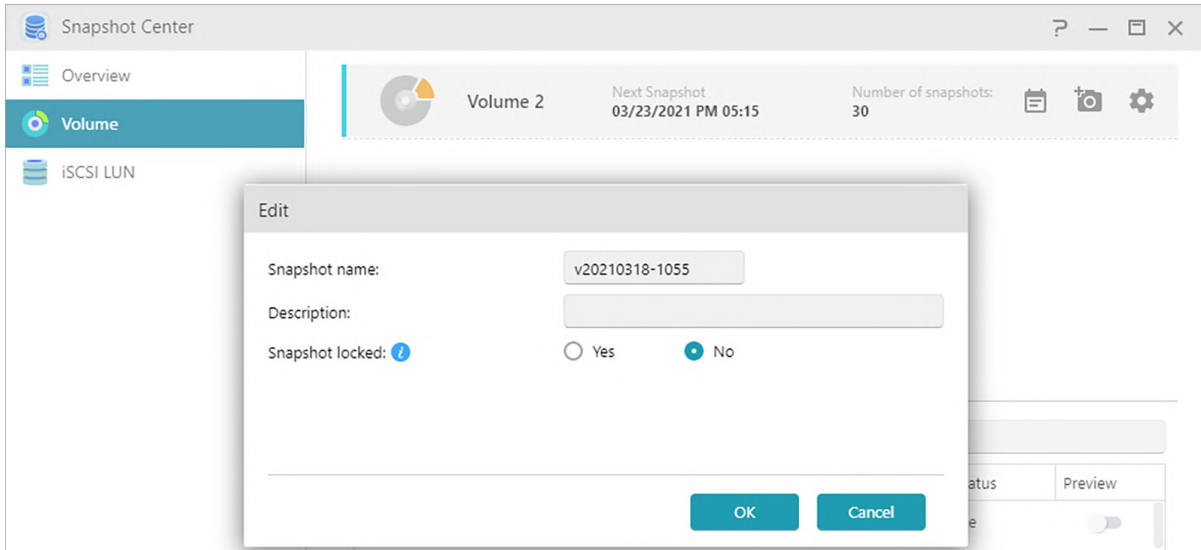 Snapshot Center
Overview
Volume
iSCSI LUN
Volume 2
Next Snapshot
03/23/2021 PM 05:15
Number of snapshots:
30
Edit
Snapshot name:
v20210318-1055
Description:
Snapshot locked:
Yes
No
OK
Cancel
Preview